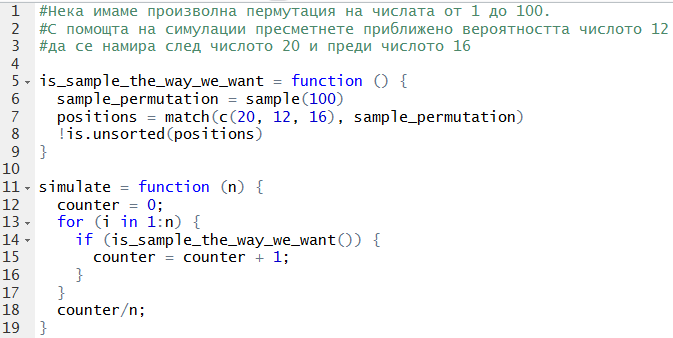 1 #Нека имаме произволна пермутация на числата от 1 до 100.
2 #С помощта на симулации пресметнете приближено вероятността числото 12
3 #да се намира след числото 20 и преди числото 16
4
5 is_sample_the_way_we_want = function () {
6   sample_permutation = sample(100)
7   positions = match(c(20, 12, 16), sample_permutation)
8   !is.unsorted(positions)
9 }
10
11 simulate = function (n) {
12   counter = 0;
13   for (i in 1:n) {
14     if (is_sample_the_way_we_want()) {
15       counter = counter + 1;
16     }
17   }
18   counter/n;
19 }